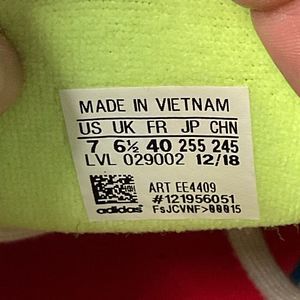 MADE IN VIETNAM
US UK FR JP CHN
7 6½ 40 255 245
LVL 029002 12/18
ART EE4409
#121956051
adidas FsJCVNF>00015